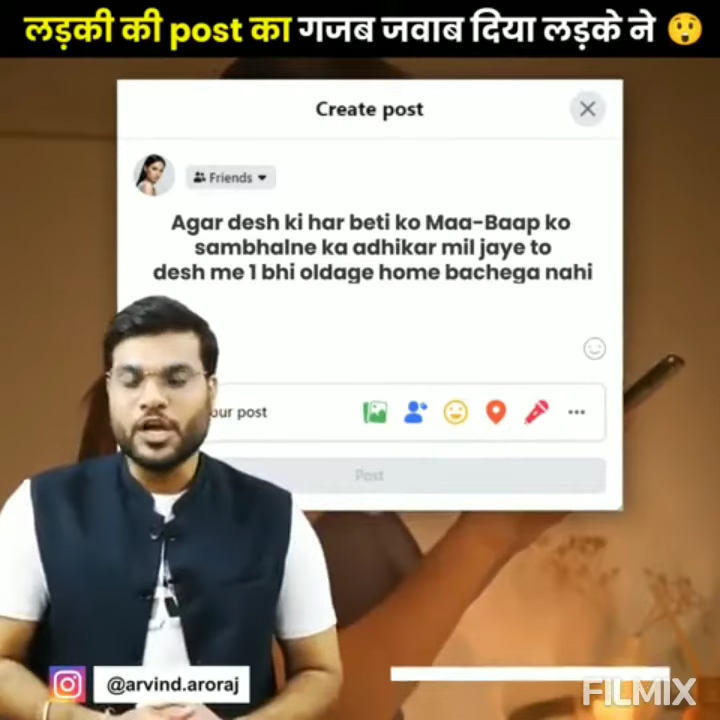 लड़की की post का गजब जवाब दिया लड़के ने
Create post
Friends
Agar desh ki har beti ko Maa-Baap ko
sambhalne ka adhikar mil jaye to
desh me 1 bhi oldage home bachega nahi
our post
Post
@arvind.aroraj
FILMIX